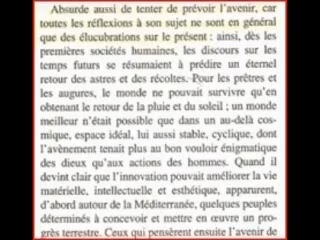 Absurde aussi de tenter de prévoir l'avenir, car
toutes les réflexions à son sujet ne sont en général
que des élucubrations sur le présent : ainsi, dès les
premières sociétés humaines, les discours sur les
temps futurs se résumaient à prédire un éternel
retour des astres et des récoltes. Pour les prêtres et
les augures, le monde ne pouvait survivre qu'en
obtenant le retour de la pluie et du soleil ; un monde
meilleur n'était possible que dans un au-delà cos-
mique, espace idéal, lui aussi stable, cyclique, dont
l'avènement tenait plus au bon vouloir énigmatique
des dieux qu'aux actions des hommes. Quand il
devint clair que l'innovation pouvait améliorer la vie
matérielle, intellectuelle et esthétique, apparurent,
d'abord autour de la Méditerranée, quelques peuples
déterminés à concevoir et mettre en œuvre un pro-
grès terrestre. Ceux qui pensèrent ensuite l'avenir de